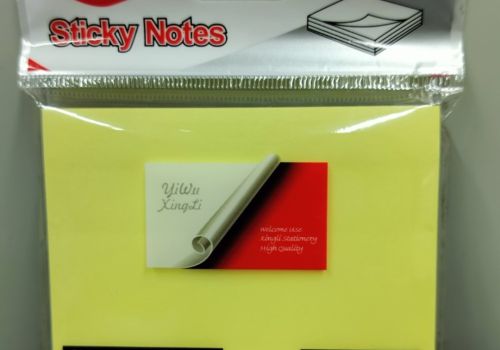 Sticky Notes
YiWu
XingLi
Welcome Use
Xingli Stationery
High Quality